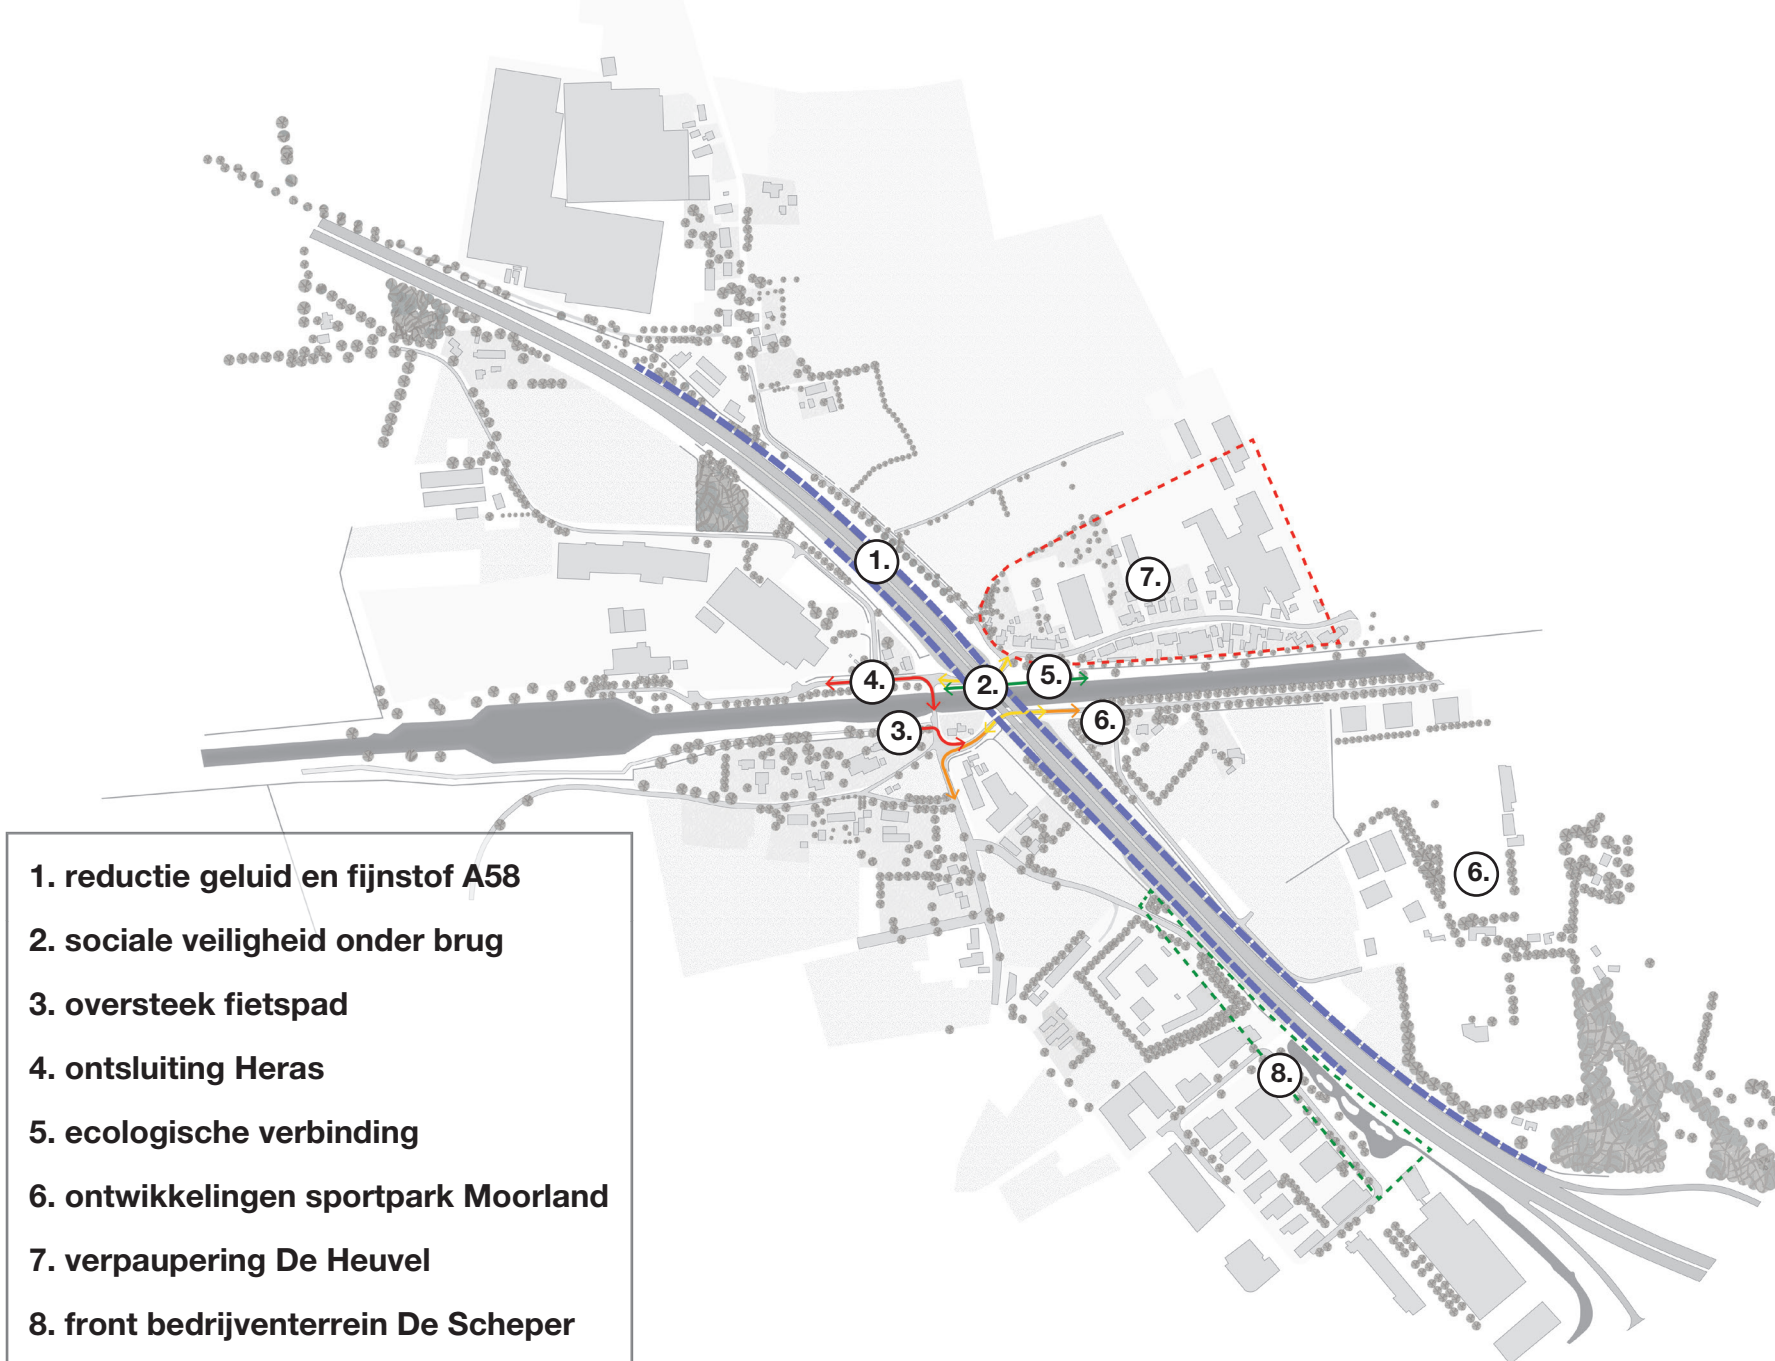 7.
1.
5.
4.
2.
6.
3.
6.
8.
1. reductie geluid en fijnstof A58
2. sociale veiligheid onder brug
3. oversteek fietspad
4. ontsluiting Heras
5. ecologische verbinding
6. ontwikkelingen sportpark Moorland
7. verpaupering De Heuvel
8. front bedrijventerrein De Scheper